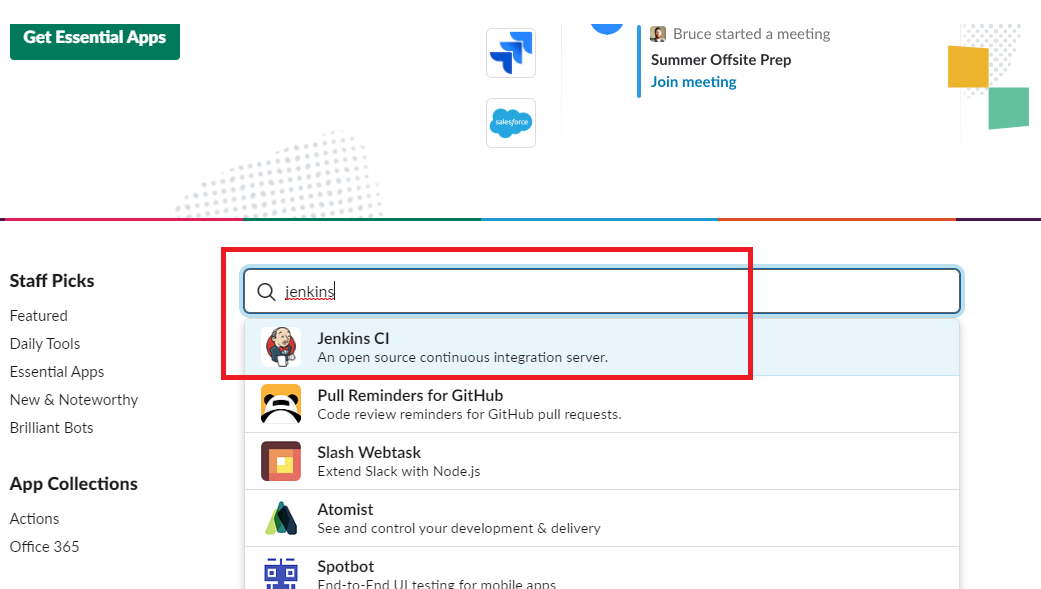 Get Essential Apps
Bruce started a meeting
Summer Offsite Prep
Join meeting
salesforce
Staff Picks
Featured
Daily Tools
Essential Apps
New & Noteworthy
Brilliant Bots
App Collections
Actions
Office 365
jenkins
Jenkins CI
An open source continuous integration server.
Pull Reminders for GitHub
Code review reminders for GitHub pull requests.
Slash Webtask
Extend Slack with Node.js
Atomist
See and control your development & delivery
Spotbot
End-to-End UI testing for mobile apps